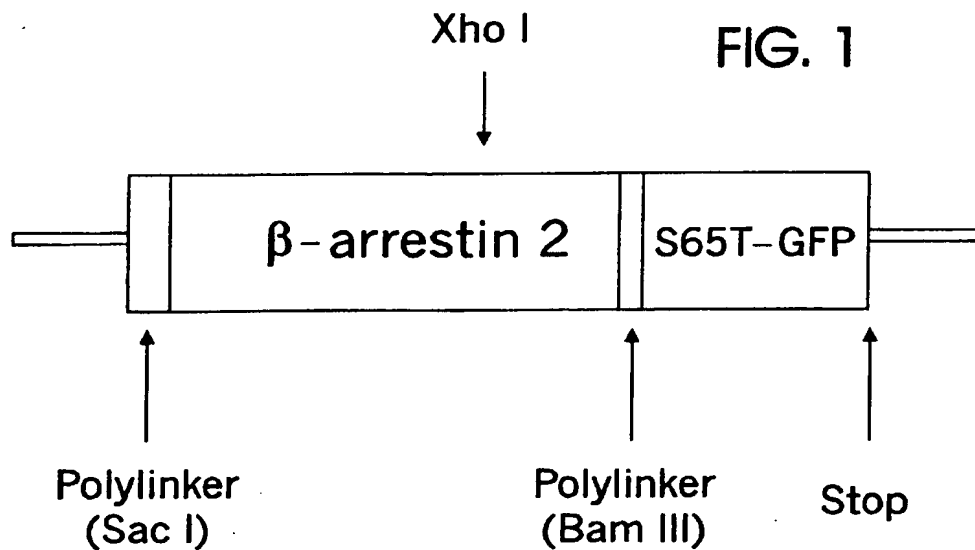 Xho I
FIG. 1
β-arrestin 2
S65T-GFP
Polylinker
(Sac I)
Polylinker
(Bam III)
Stop